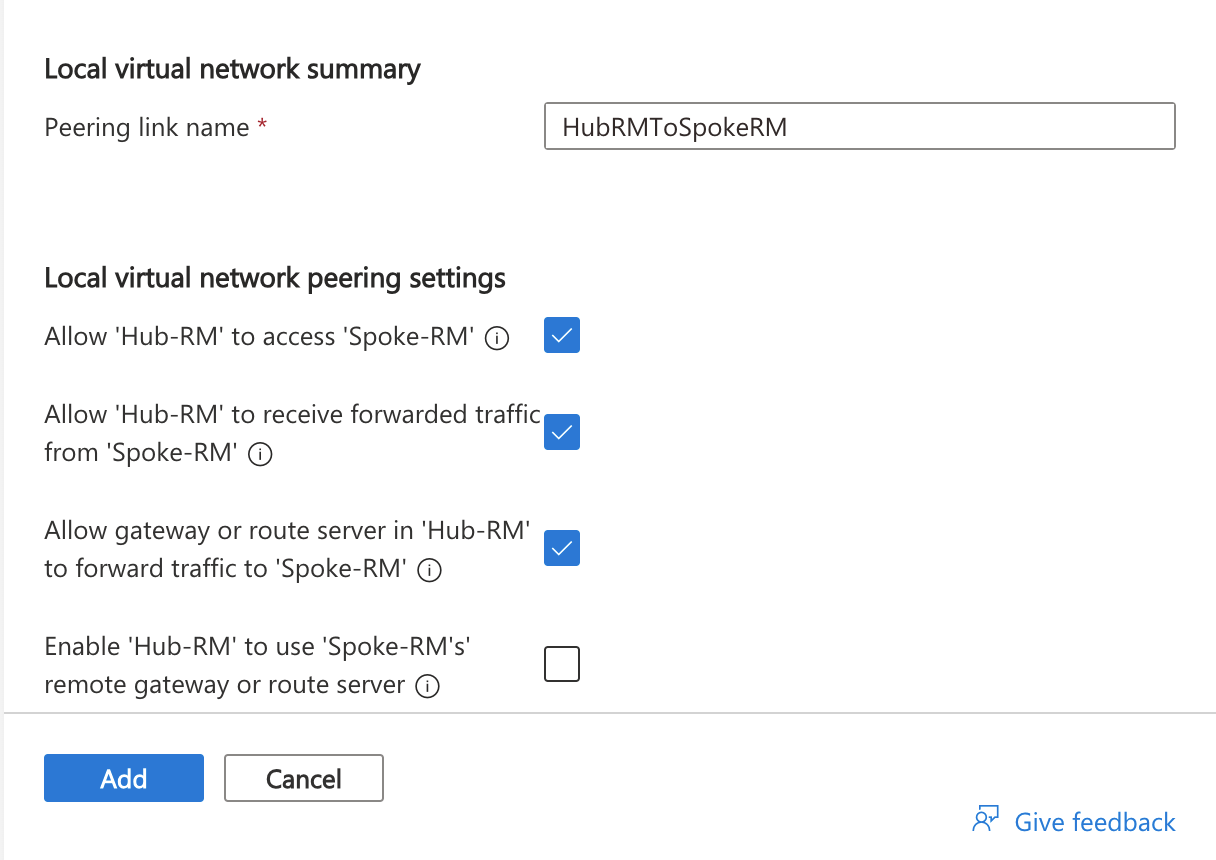 Local virtual network summary
Peering link name *
HubRMToSpokeRM
Local virtual network peering settings
Allow 'Hub-RM' to access 'Spoke-RM'
Allow 'Hub-RM' to receive forwarded traffic
from 'Spoke-RM'
Allow gateway or route server in 'Hub-RM'
to forward traffic to 'Spoke-RM'
Enable 'Hub-RM' to use 'Spoke-RM's'
remote gateway or route server
Add
Cancel
Give feedback